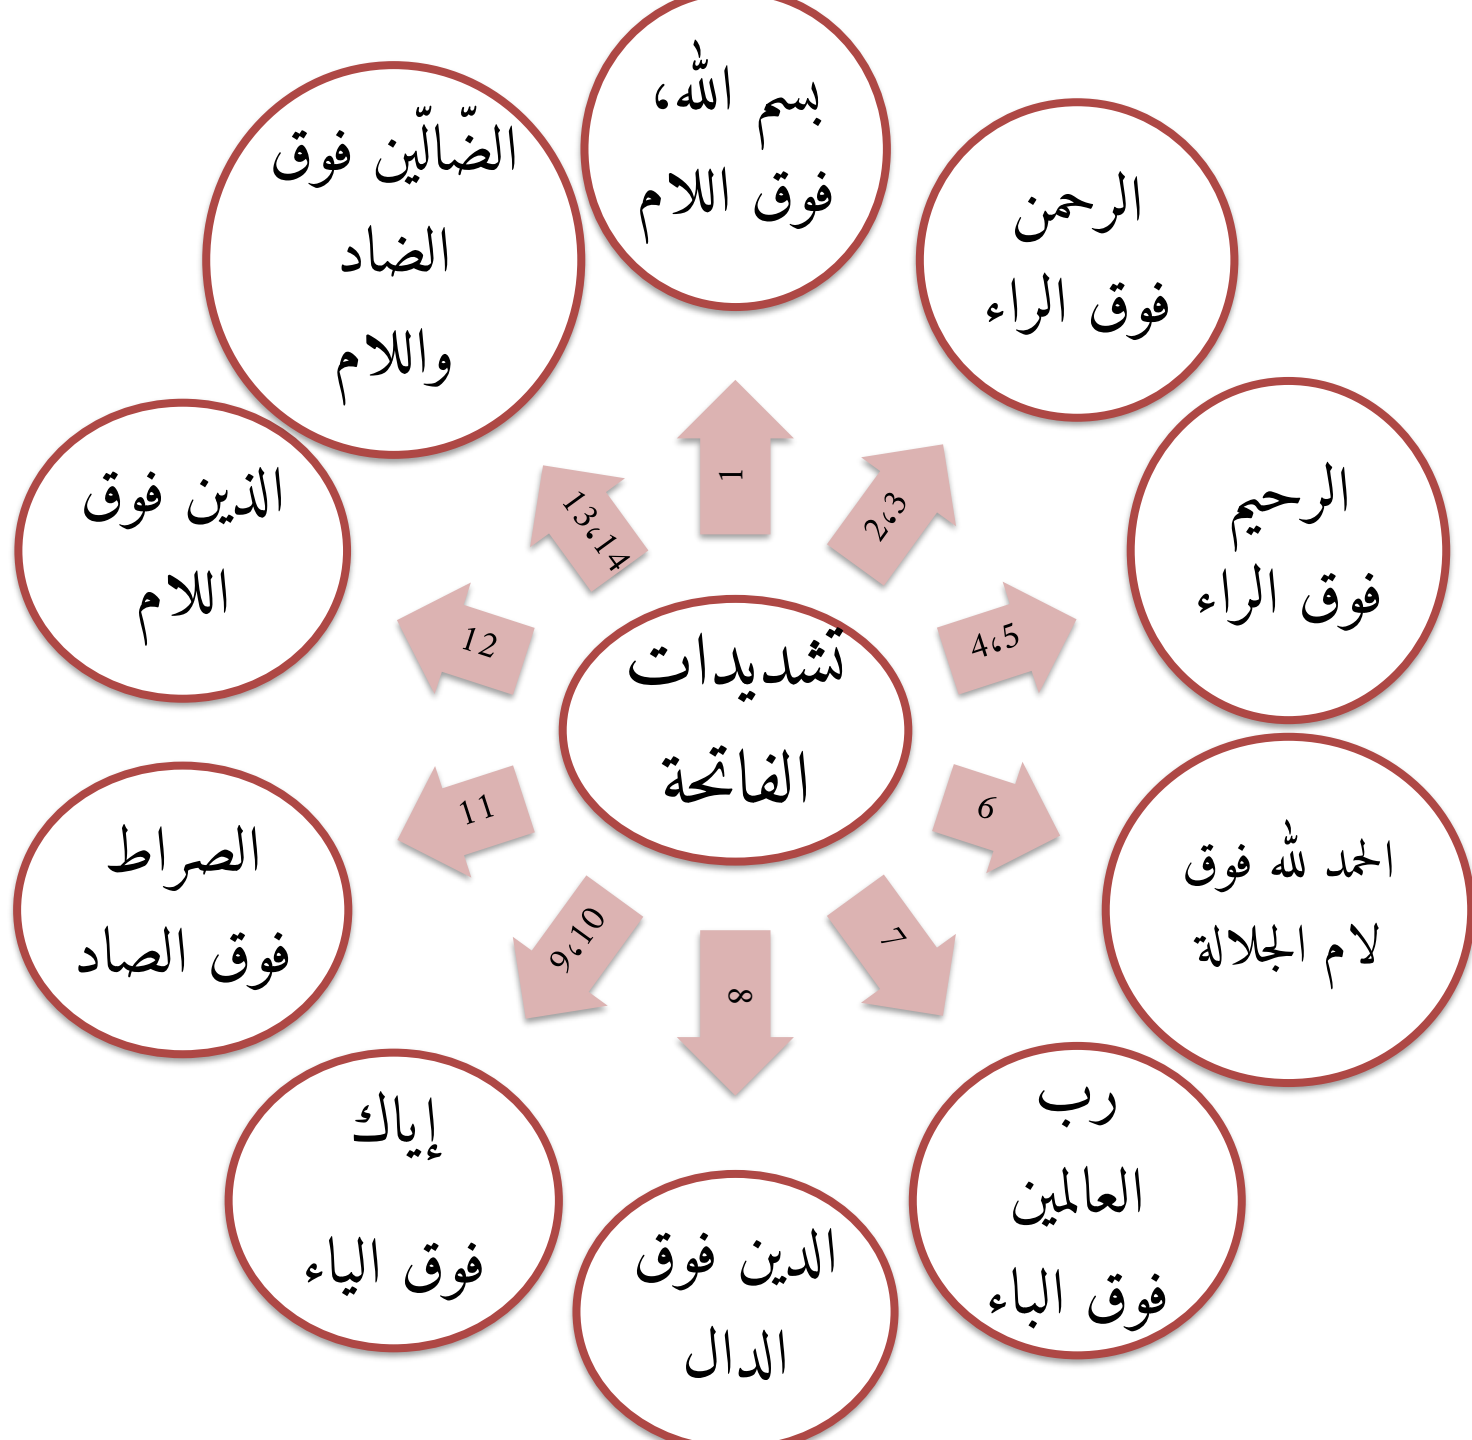 تشديدات
الفاتحة
1
بسم الله،
فوق اللام
2،3
الرحمن
فوق الراء
4،5
الرحيم
فوق الراء
6
الحمد لله فوق
لام الجلالة
7
رب
العالمين
فوق الباء
8
الدين فوق
الدال
9،10
إياك
فوق الياء
11
الصراط
فوق الصاد
12
الذين فوق
اللام
13،14
الضّالّين فوق
الضاد
واللام